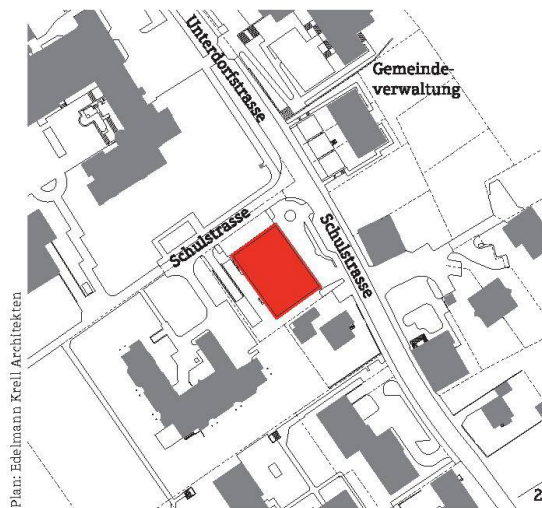 Unterdorfstrasse
Gemeinde-
verwaltung
Schulstrasse
Schulstrasse
Plan: Edelmann Krell Architekten
2